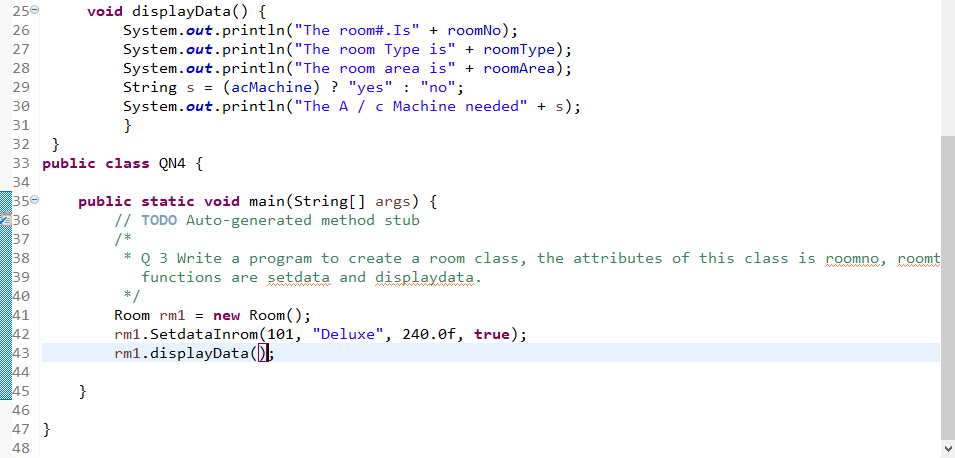 25 void displayData() {
26 System.out.println("The room#.Is" + roomNo);
27 System.out.println("The room Type is" + roomType);
28 System.out.println("The room area is" + roomArea);
29 String s = (acMachine) ? "yes" : "no";
30 System.out.println("The A / c Machine needed" + s);
31 }
32 }
33 public class QN4 {
34
35 public static void main(String[] args) {
36 // TODO Auto-generated method stub
37 /*
38 * Q 3 Write a program to create a room class, the attributes of this class is roomno, roomt
39 functions are setdata and displaydata.
40 */
41 Room rm1 = new Room();
42 rm1.SetdataInrom(101, "Deluxe", 240.0f, true);
43 rm1.displayData();
44
45 }
46
47 }
48